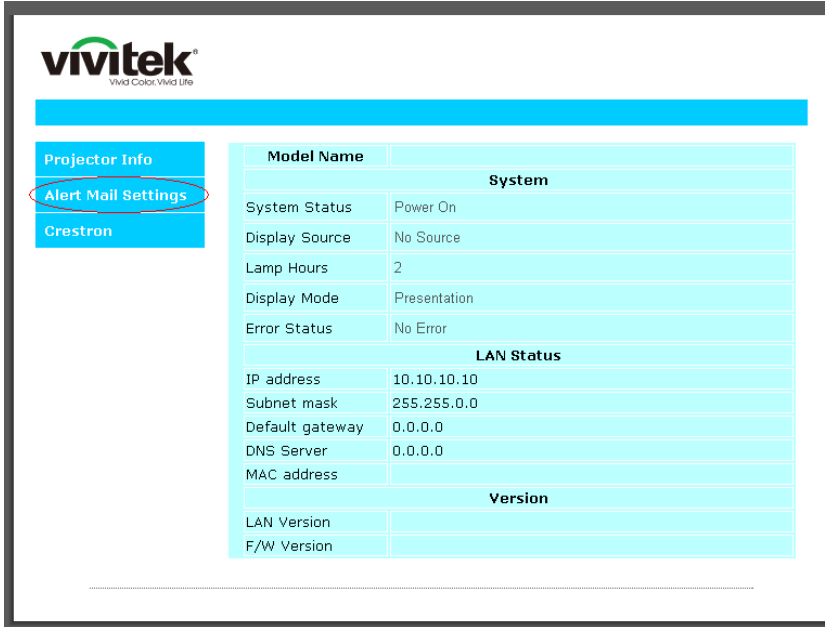 vivitek®
Vivid Color. Vivid Life
Projector Info
Alert Mail Settings
Crestron
Model Name
System
System Status Power On
Display Source No Source
Lamp Hours 2
Display Mode Presentation
Error Status No Error
LAN Status
IP address 10.10.10.10
Subnet mask 255.255.0.0
Default gateway 0.0.0.0
DNS Server 0.0.0.0
MAC address
Version
LAN Version
F/W Version